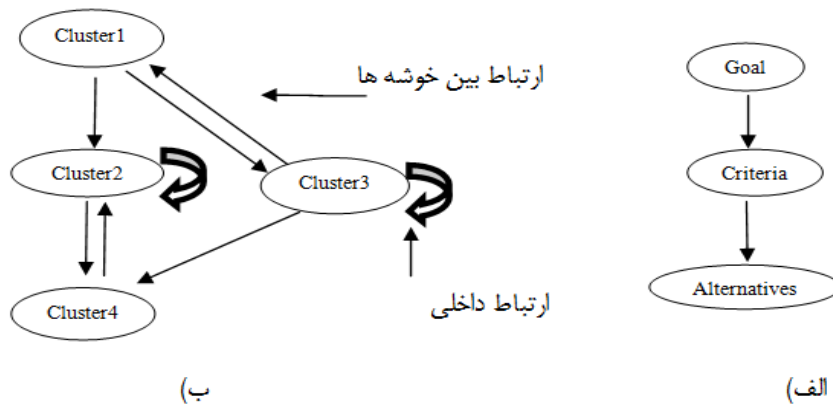 Cluster1
ارتباط بین خوشه ها
Goal
Cluster2
Cluster3
Criteria
Cluster4
ارتباط داخلی
Alternatives
ب)
الف)